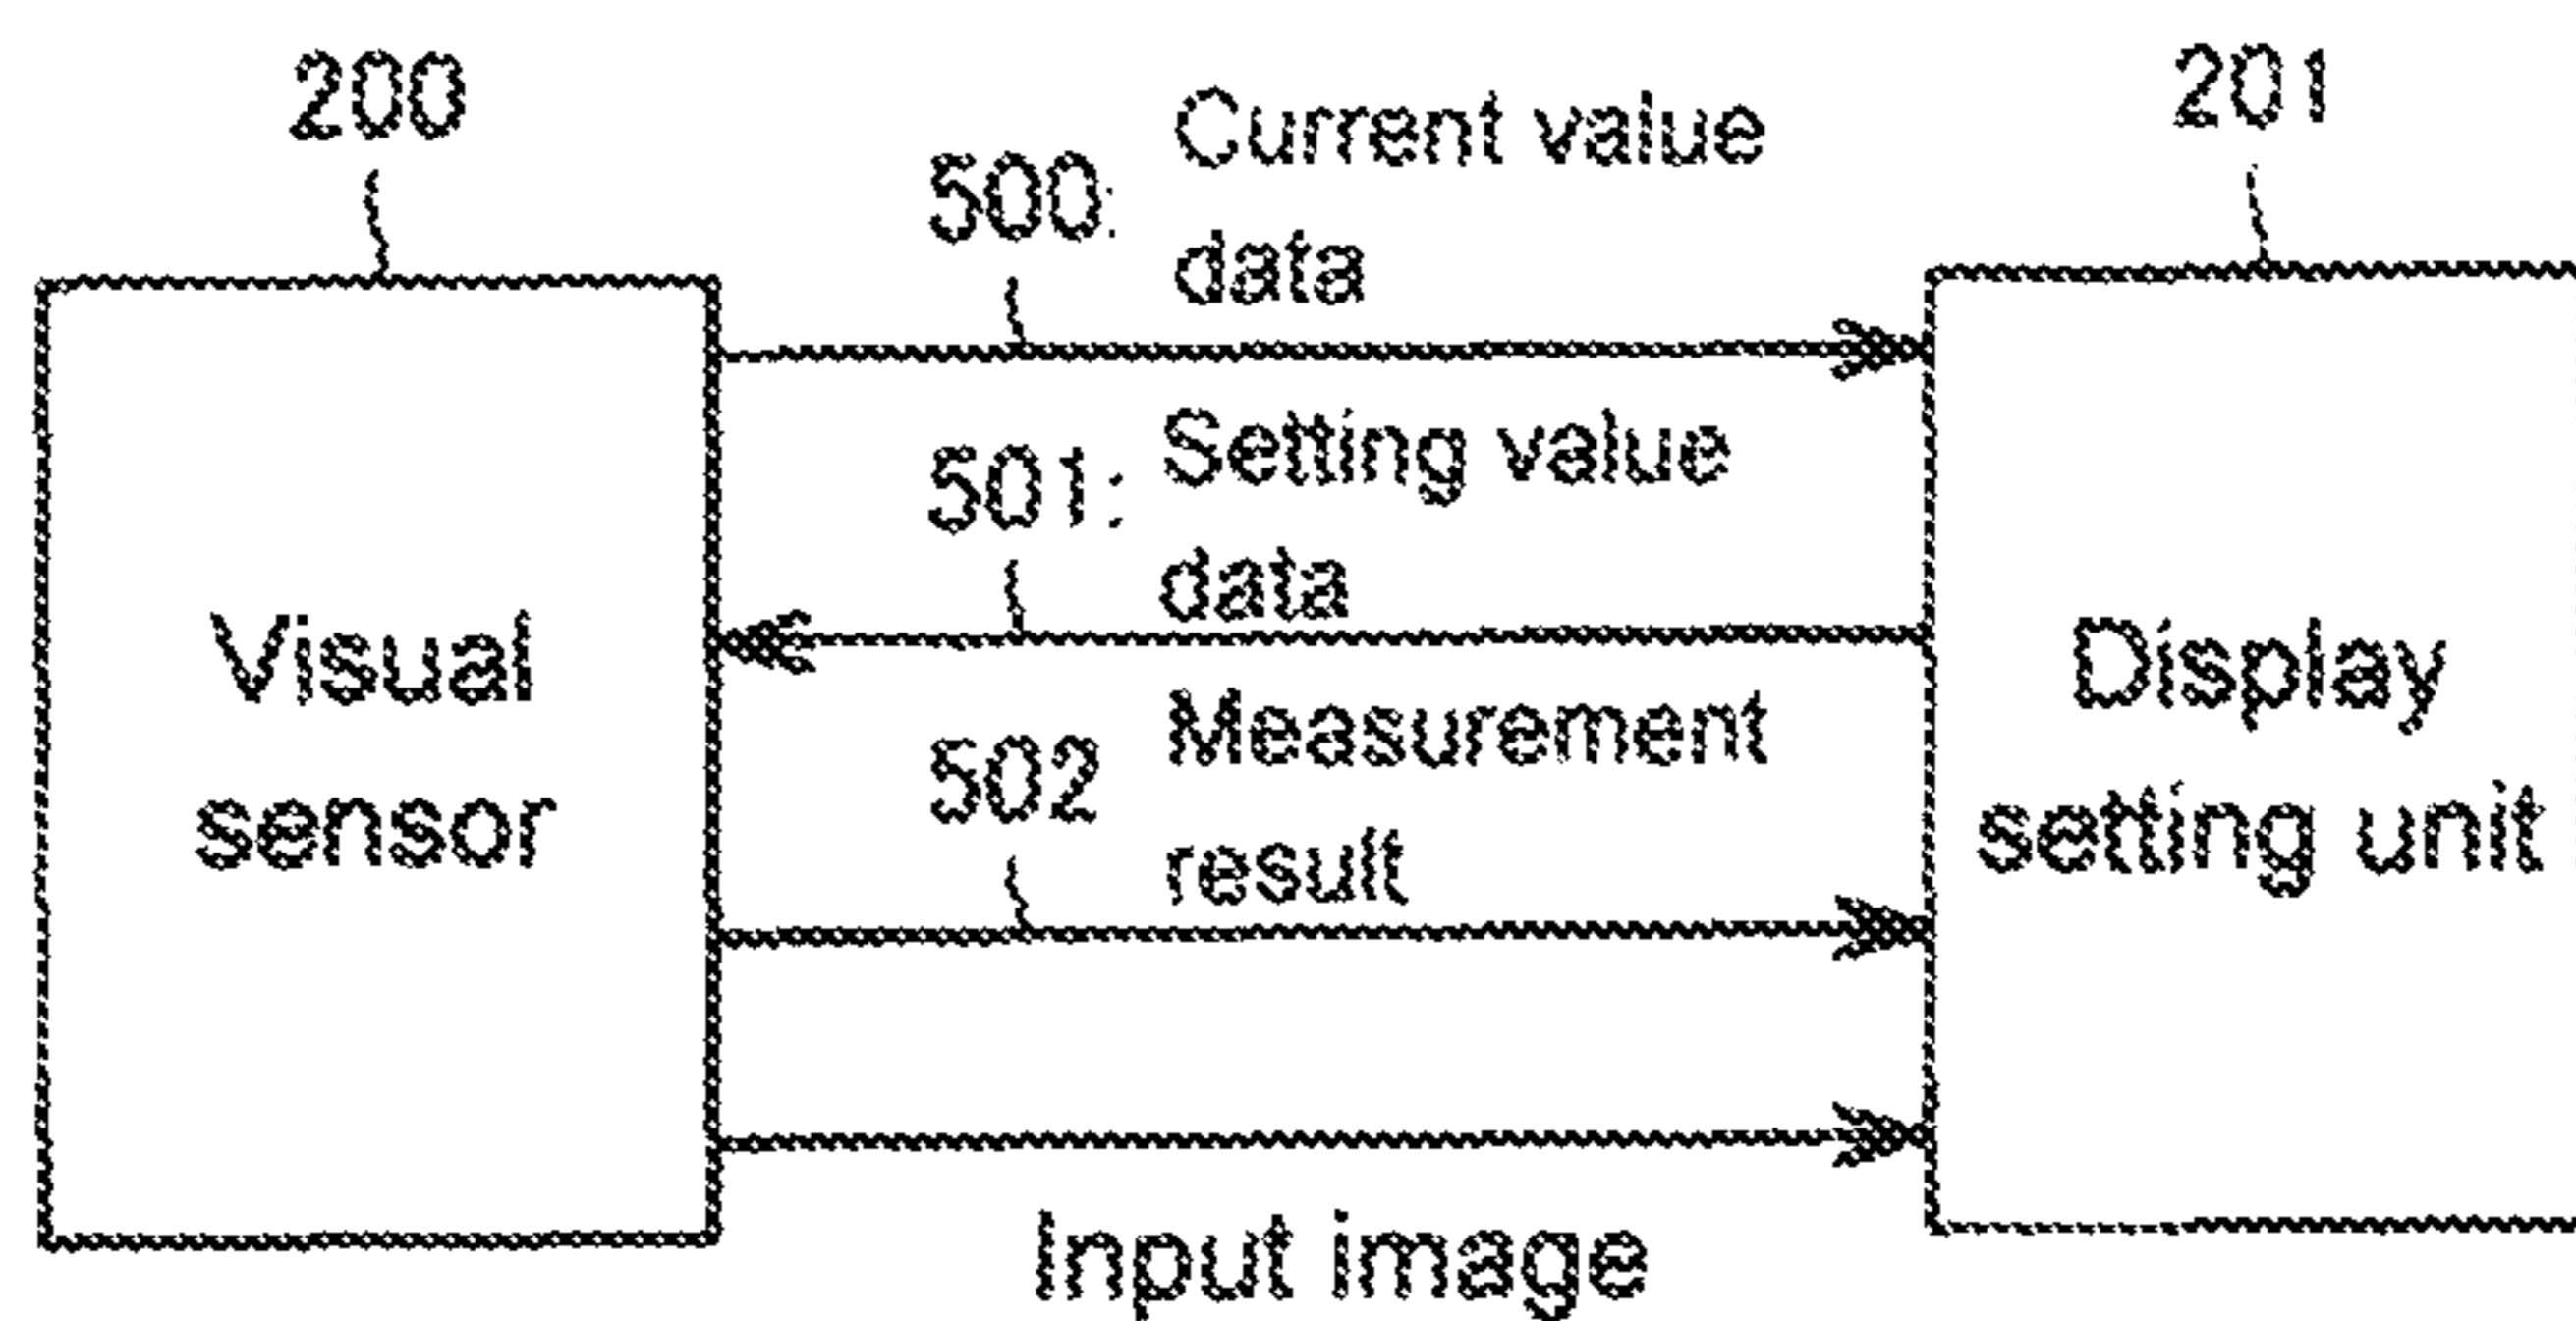 200
201
500: Current value
data
501: Setting value
data
502 Measurement
result
Visual
sensor
Display
setting unit
Input image